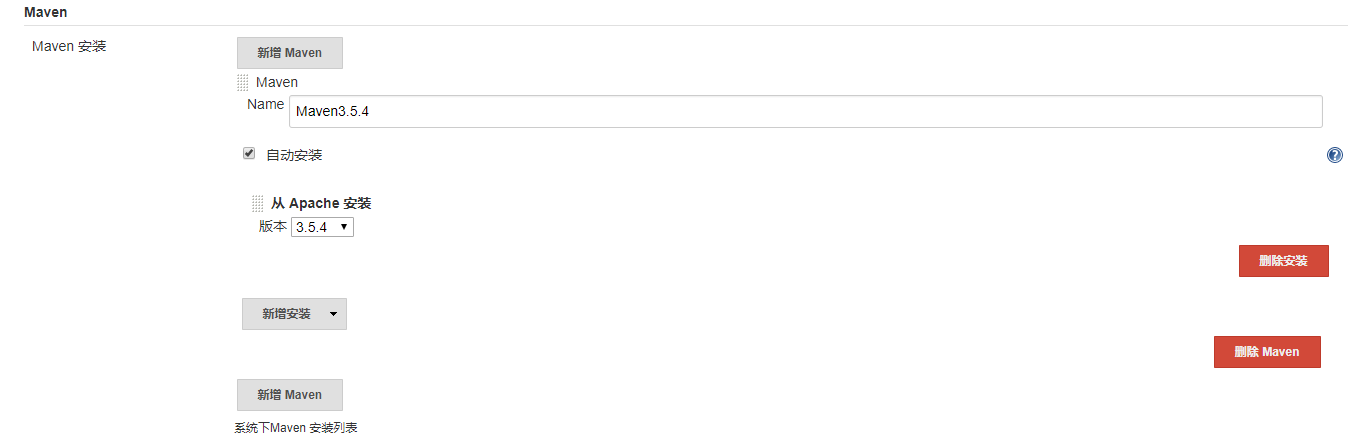 Maven
Maven 安装
新增 Maven
Maven
Name Maven3.5.4
自动安装
从 Apache 安装
版本 3.5.4
删除安装
新增安装
删除 Maven
新增 Maven
系统下Maven 安装列表